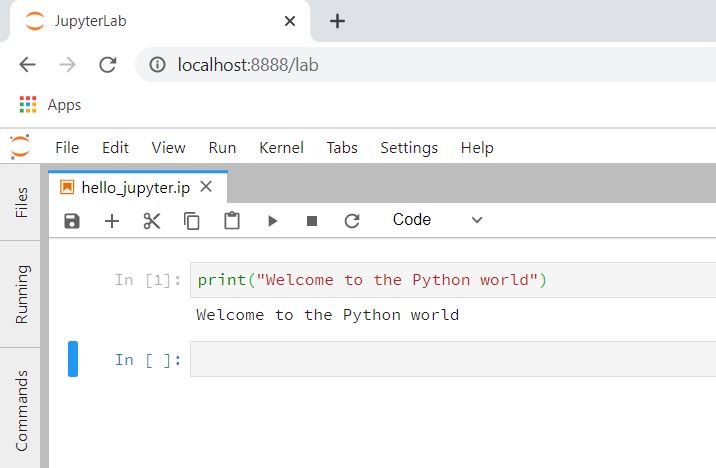 JupyterLab
localhost:8888/lab
Apps
File Edit View Run Kernel Tabs Settings Help
Files
hello_jupyter.ip
Code
Running
In [1]: print("Welcome to the Python world")
Welcome to the Python world
In [ ]:
Commands